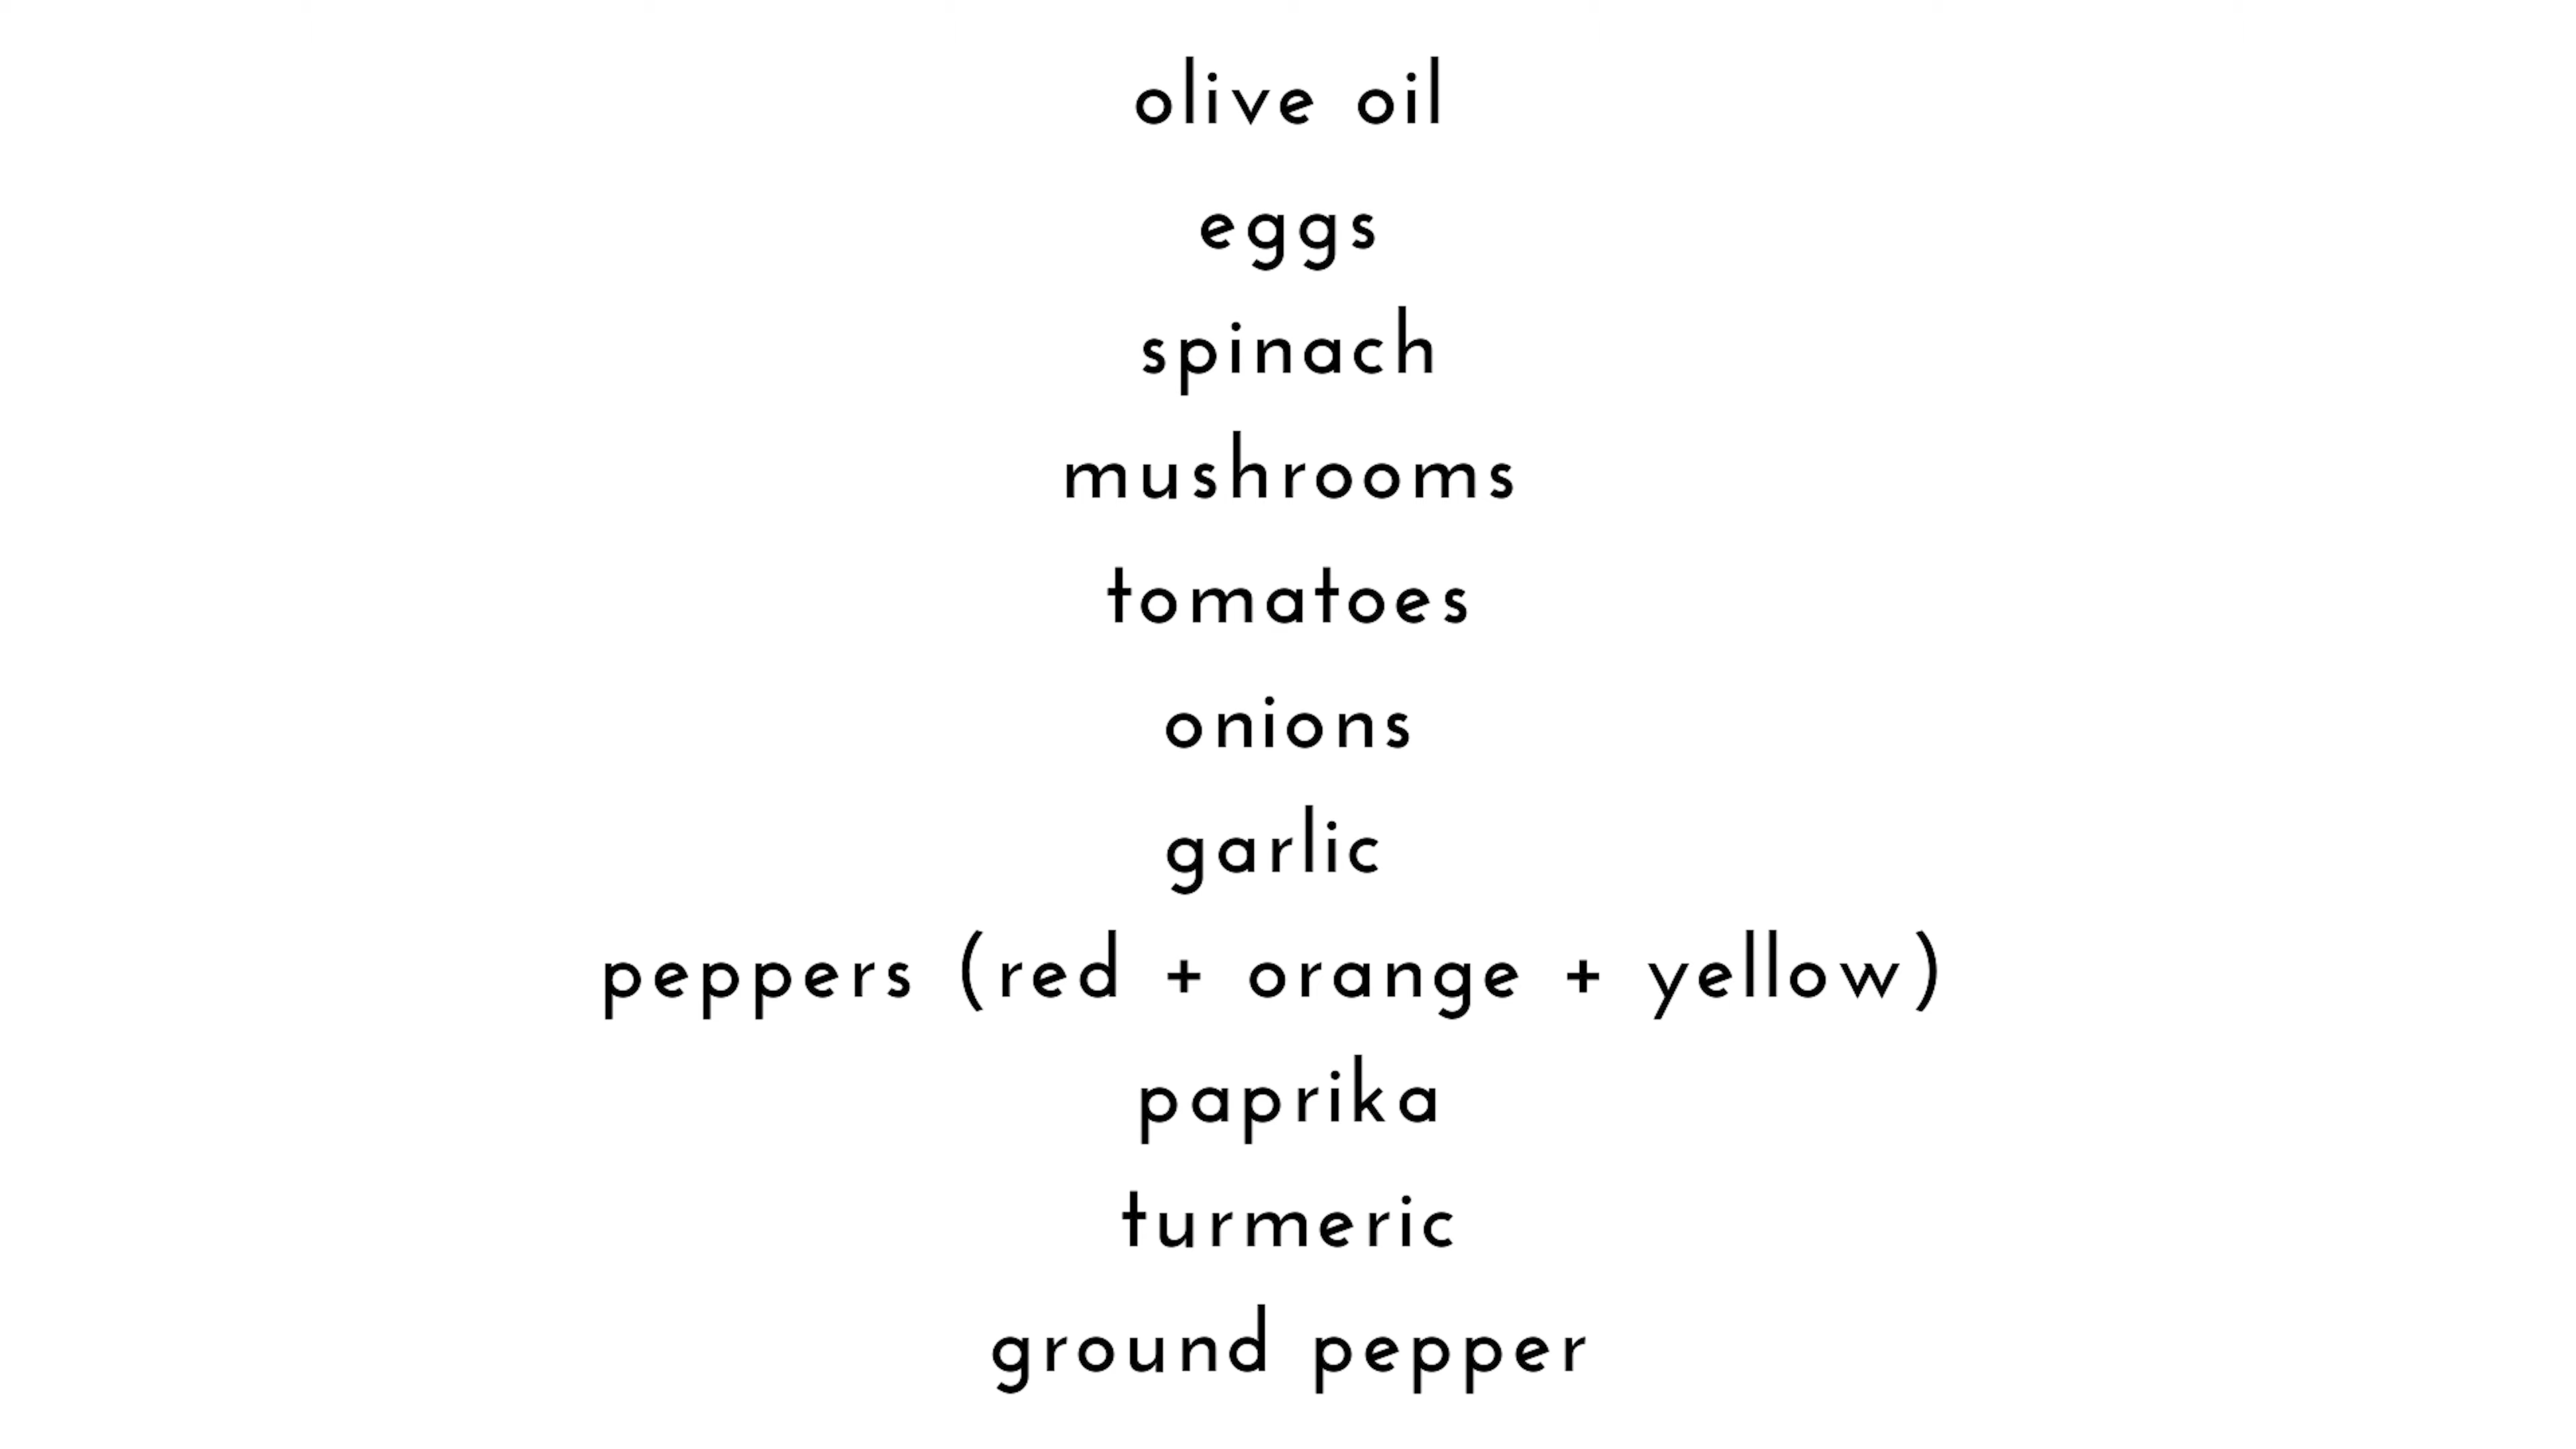 olive oil
eggs
spinach
mushrooms
tomatoes
onions
garlic
peppers (red + orange + yellow)
paprika
turmeric
ground pepper